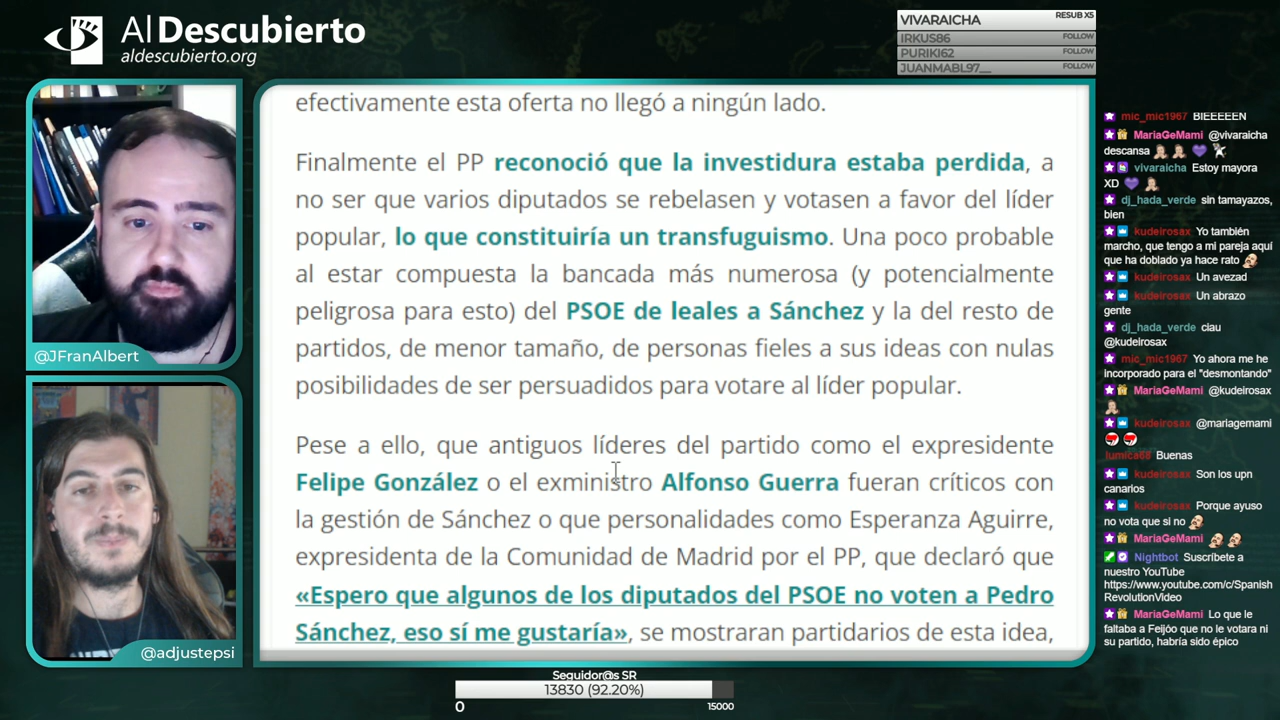 Al Descubierto
aldescubierto.org
VIVARAICHA RESUB X5
IRKUS86 FOLLOW
PURIKI62 FOLLOW
JUANMABL97__ FOLLOW
@JFranAlbert
@adjustepsi
efectivamente esta oferta no llegó a ningún lado.
Finalmente el PP reconoció que la investidura estaba perdida, a
no ser que varios diputados se rebelasen y votasen a favor del líder
popular, lo que constituiría un transfuguismo. Una poco probable
al estar compuesta la bancada más numerosa (y potencialmente
peligrosa para esto) del PSOE de leales a Sánchez y la del resto de
partidos, de menor tamaño, de personas fieles a sus ideas con nulas
posibilidades de ser persuadidos para votare al líder popular.
Pese a ello, que antiguos líderes del partido como el expresidente
Felipe González o el exministro Alfonso Guerra fueran críticos con
la gestión de Sánchez o que personalidades como Esperanza Aguirre,
expresidenta de la Comunidad de Madrid por el PP, que declaró que
«Espero que algunos de los diputados del PSOE no voten a Pedro
Sánchez, eso sí me gustaría», se mostraran partidarios de esta idea,
mic_mic1967 BIEEEEEN
MariaGeMami @vivaraicha
descansa
vivaraicha Estoy mayora
XD
dj_hada_verde sin tamayazos,
bien
kudeirosax Yo también
marcho, que tengo a mi pareja aquí
que ha doblado ya hace rato
kudeirosax Un avezad
kudeirosax Un abrazo
gente
dj_hada_verde ciau
@kudeirosax
mic_mic1967 Yo ahora me he
incorporado para el "desmontando"
MariaGeMami @kudeirosax
kudeirosax @mariagemami
lumica68 Buenas
kudeirosax Son los upn
canarios
kudeirosax Porque ayuso
no vota que si no
MariaGeMami
Nightbot Suscríbete a
nuestro YouTube
https://www.youtube.com/c/Spanish
RevolutionVideo
MariaGeMami Lo que le
faltaba a Feijóo que no le votara ni
su partido, habría sido épico
Seguidor@s SR
13830 (92.20%)
0 15000